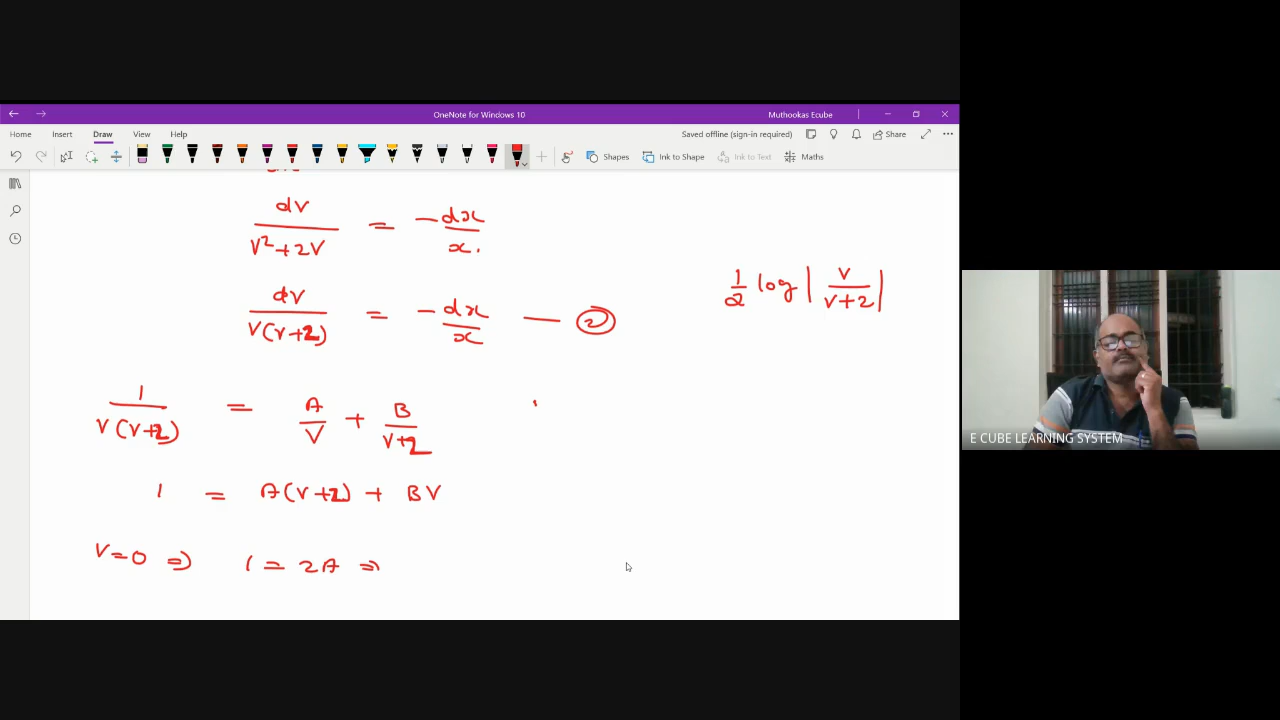 OneNote for Windows 10
Muthookas Ecube
Home Insert Draw View Help
Saved offline (sign-in required)
Share
Shapes
Ink to Shape
Ink to Text
Maths
dv/(v²+2v) = -dx/x.
dv/(v(v+2)) = -dx/x — ②
1/2 log|v/(v+2)|
1/(v(v+2)) = A/v + B/(v+2)
1 = A(v+2) + Bv
v=0 ⇒ 1 = 2A ⇒
E CUBE LEARNING SYSTEM